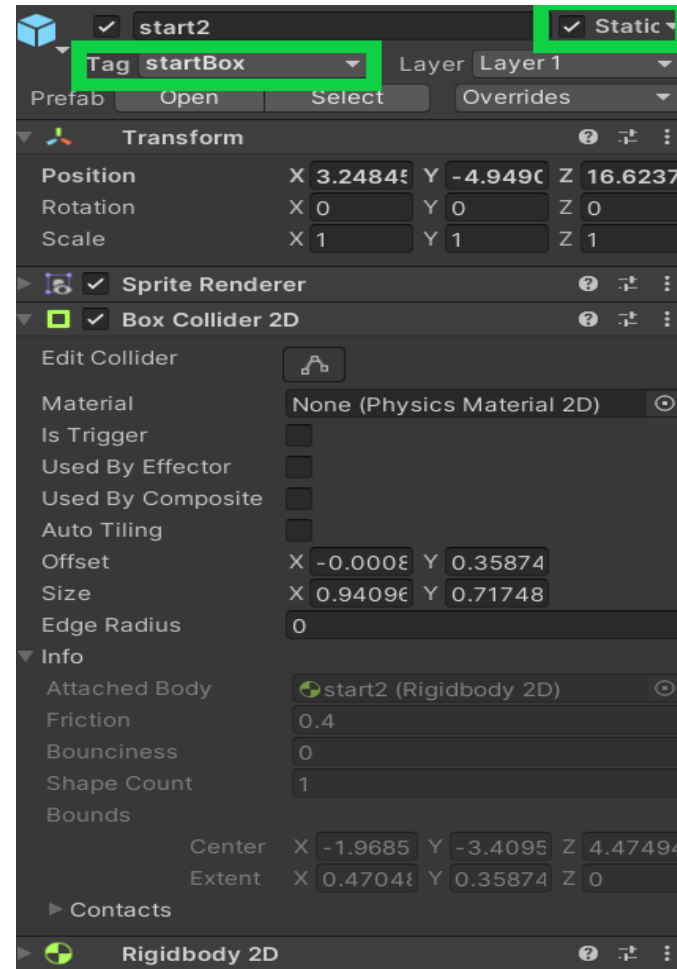 start2 Static
Tag startBox Layer Layer 1
Prefab Open Select Overrides
Transform
Position X 3.24845 Y -4.9490 Z 16.6237
Rotation X 0 Y 0 Z 0
Scale X 1 Y 1 Z 1
Sprite Renderer
Box Collider 2D
Edit Collider
Material None (Physics Material 2D)
Is Trigger
Used By Effector
Used By Composite
Auto Tiling
Offset X -0.0008 Y 0.35874
Size X 0.94096 Y 0.71748
Edge Radius 0
Info
Attached Body start2 (Rigidbody 2D)
Friction 0.4
Bounciness 0
Shape Count 1
Bounds
Center X -1.9685 Y -3.4095 Z 4.47494
Extent X 0.47048 Y 0.35874 Z 0
Contacts
Rigidbody 2D